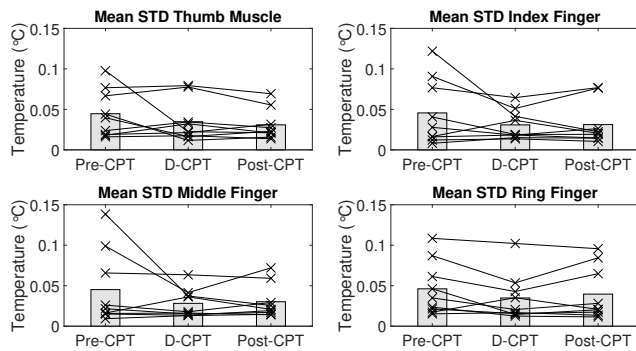 Mean STD Thumb Muscle
Temperature (°C)
0.15
0.1
0.05
0
Pre-CPT D-CPT Post-CPT
Mean STD Index Finger
Temperature (°C)
0.15
0.1
0.05
0
Pre-CPT D-CPT Post-CPT
Mean STD Middle Finger
Temperature (°C)
0.15
0.1
0.05
0
Pre-CPT D-CPT Post-CPT
Mean STD Ring Finger
Temperature (°C)
0.15
0.1
0.05
0
Pre-CPT D-CPT Post-CPT